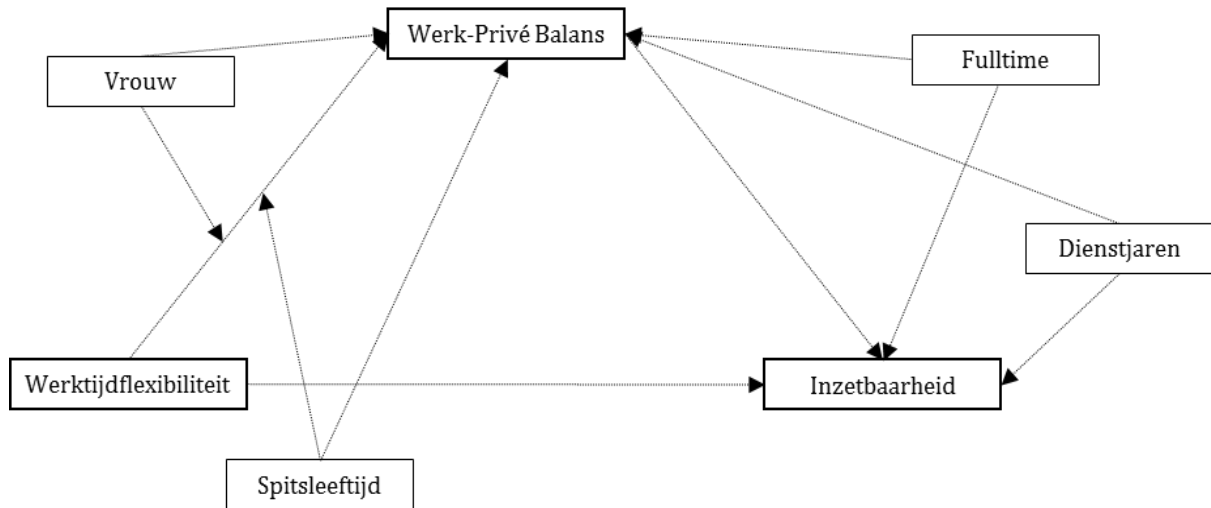 Werk-Privé Balans
Vrouw
Fulltime
Dienstjaren
Werktijdflexibiliteit
Inzetbaarheid
Spitsleeftijd